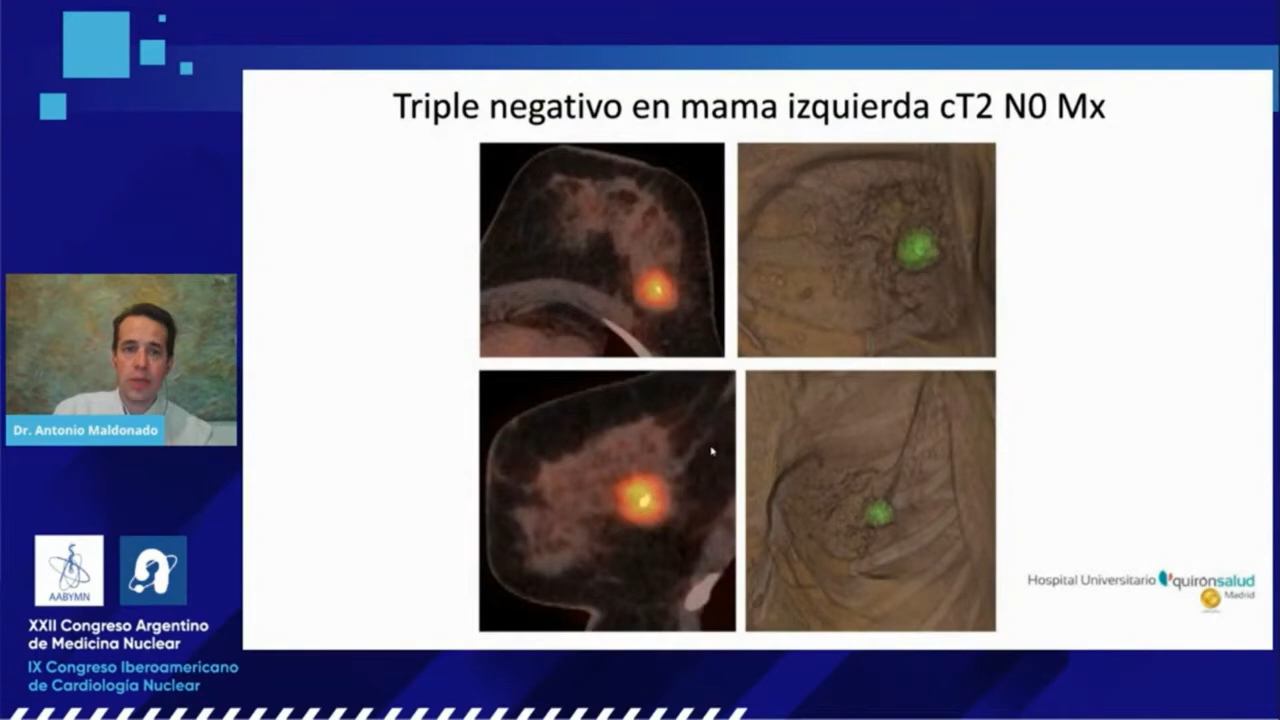 Triple negativo en mama izquierda cT2 N0 Mx
Dr. Antonio Maldonado
Hospital Universitario quirónsalud
Madrid
AABYMN
XXII Congreso Argentino
de Medicina Nuclear
IX Congreso Iberoamericano
de Cardiología Nuclear